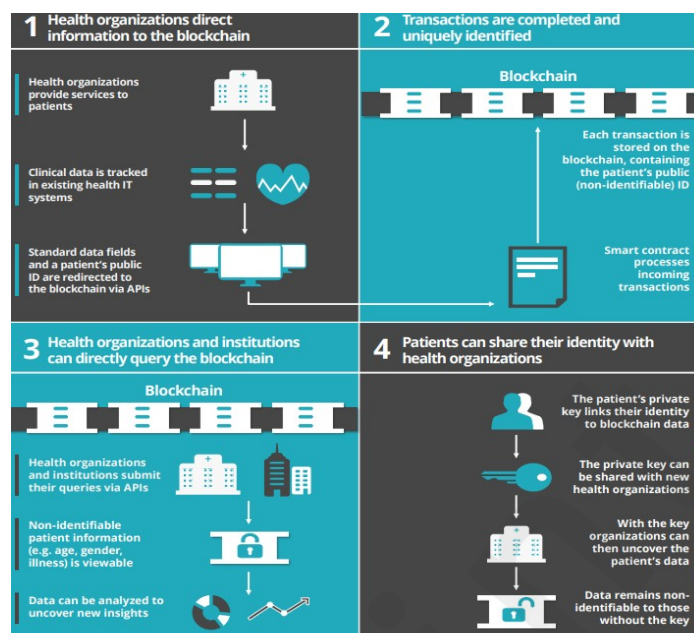 1 Health organizations direct
information to the blockchain
Health organizations
provide services to
patients
Clinical data is tracked
in existing health IT
systems
Standard data fields
and a patient's public
ID are redirected to
the blockchain via APIs
2 Transactions are completed and
uniquely identified
Blockchain
Each transaction is
stored on the
blockchain, containing
the patient's public
(non-identifiable) ID
Smart contract
processes
incoming
transactions
3 Health organizations and institutions
can directly query the blockchain
Blockchain
Health organizations
and institutions submit
their queries via APIs
Non-identifiable
patient information
(e.g. age, gender,
illness) is viewable
Data can be analyzed to
uncover new insights
4 Patients can share their identity with
health organizations
The patient's private
key links their identity
to blockchain data
The private key can
be shared with new
health organizations
With the key
organizations can
then uncover the
patient's data
Data remains non-
identifiable to those
without the key